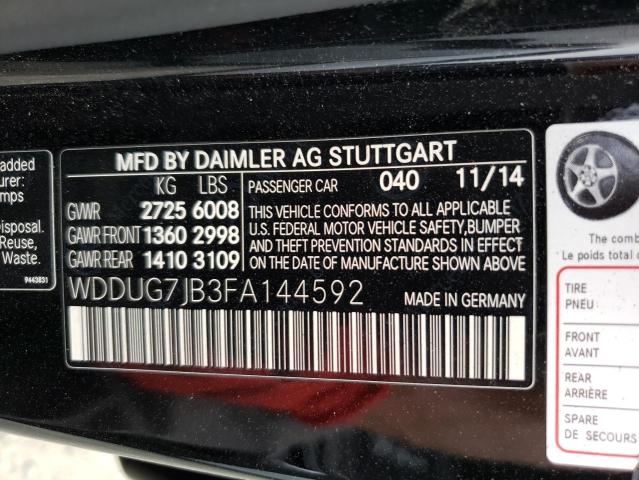 added
urer:
mps
Disposal.
Reuse,
Waste.
9443831
MFD BY DAIMLER AG STUTTGART
KG LBS
PASSENGER CAR 040 11/14
GVWR 2725 6008
GAWR FRONT 1360 2998
GAWR REAR 1410 3109
THIS VEHICLE CONFORMS TO ALL APPLICABLE
U.S. FEDERAL MOTOR VEHICLE SAFETY,BUMPER
AND THEFT PREVENTION STANDARDS IN EFFECT
ON THE DATE OF MANUFACTURE SHOWN ABOVE.
WDDUG7JB3FA144592
MADE IN GERMANY
The comb
Le poids total d
TIRE
PNEU
FRONT
AVANT
REAR
ARRIÈRE
SPARE
DE SECOURS